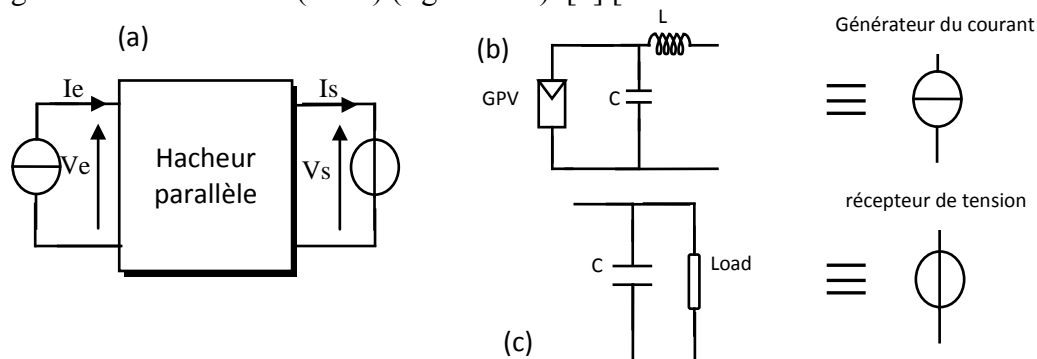 (a)
Ie
Is
Ve
Hacheur
parallèle
Vs
(b)
L
GPV
C
Générateur du courant
C
Load
récepteur de tension
(c)